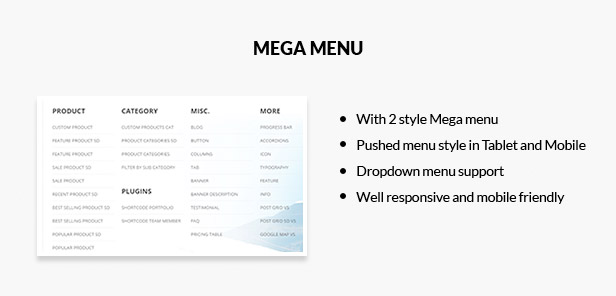 MEGA MENU
PRODUCT
CUSTOM PRODUCT
FEATURE PRODUCT SD
FEATURE PRODUCT
SALE PRODUCT SD
SALE PRODUCT
RECENT PRODUCT SD
BEST SELLING PRODUCT SD
BEST SELLING PRODUCT
POPULAR PRODUCT SD
POPULAR PRODUCT
CATEGORY
CUSTOM PRODUCTS CAT
PRODUCT CATEGORIES SD
PRODUCT CATEGORIES
FILTER BY SUB CATEGORY
PLUGINS
SHORTCODE PORTFOLIO
SHORTCODE TEAM MEMBER
MISC.
BLOG
BUTTON
COLUMNS
TAB
BANNER
BANNER DESCRIPTION
TESTIMONIAL
FAQ
PRICING TABLE
MORE
PROGRESS BAR
ACCORDIONS
ICON
TYPOGRAPHY
FEATURE
INFO
POST GRID VS
POST GRID SD VS
GOOGLE MAP VS
With 2 style Mega menu
Pushed menu style in Tablet and Mobile
Dropdown menu support
Well responsive and mobile friendly